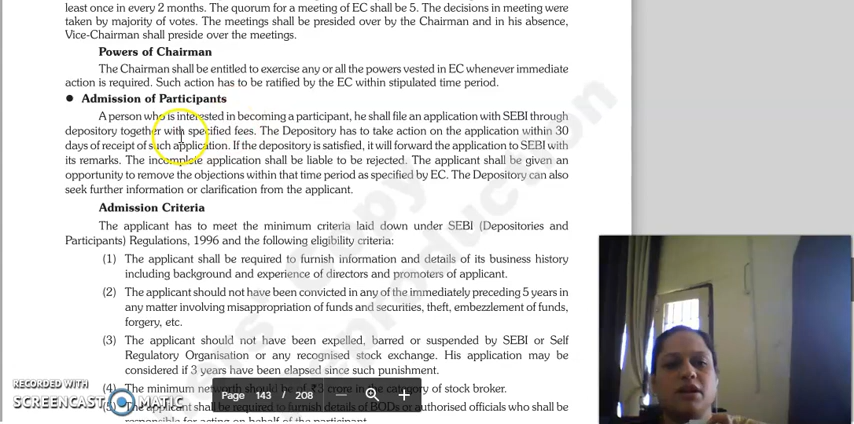 least once in every 2 months. The quorum for a meeting of EC shall be 5. The decisions in meeting were
taken by majority of votes. The meetings shall be presided over by the Chairman and in his absence,
Vice-Chairman shall preside over the meetings.
Powers of Chairman
The Chairman shall be entitled to exercise any or all the powers vested in EC whenever immediate
action is required. Such action has to be ratified by the EC within stipulated time period.
● Admission of Participants
A person who is interested in becoming a participant, he shall file an application with SEBI through
depository together with specified fees. The Depository has to take action on the application within 30
days of receipt of such application. If the depository is satisfied, it will forward the application to SEBI with
its remarks. The incomplete application shall be liable to be rejected. The applicant shall be given an
opportunity to remove the objections within that time period as specified by EC. The Depository can also
seek further information or clarification from the applicant.
Admission Criteria
The applicant has to meet the minimum criteria laid down under SEBI (Depositories and
Participants) Regulations, 1996 and the following eligibility criteria:
(1) The applicant shall be required to furnish information and details of its business history
including background and experience of directors and promoters of applicant.
(2) The applicant should not have been convicted in any of the immediately preceding 5 years in
any matter involving misappropriation of funds and securities, theft, embezzlement of funds,
forgery, etc.
(3) The applicant should not have been expelled, barred or suspended by SEBI or Self
Regulatory Organisation or any recognised stock exchange. His application may be
considered if 3 years have been elapsed since such punishment.
(4) The minimum networth should be of ₹3 crore in the category of stock broker.
(5) The applicant shall be required to furnish details of BODs or authorised officials who shall be
responsible for acting on behalf of the participant.
Page 143 / 208
RECORDED WITH
SCREENCAST MATIC
Copy
production